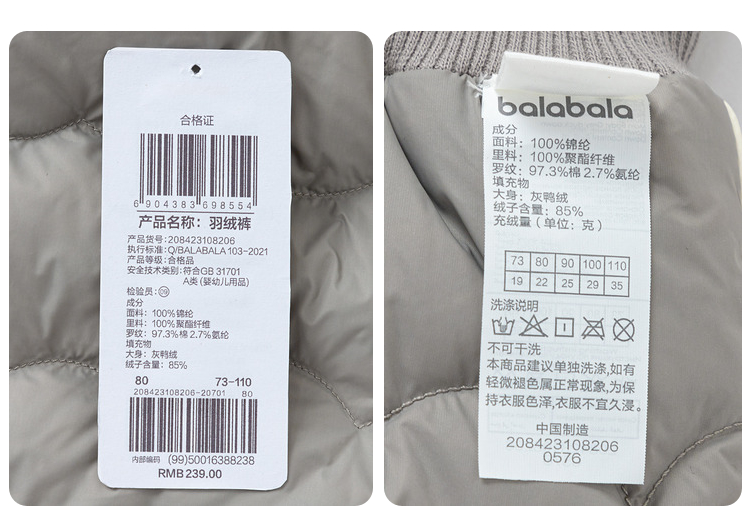 合格证
6 904383 698554
产品名称：羽绒裤
产品货号：208423108206
执行标准：Q/BALABALA 103-2021
产品等级：合格品
安全技术类别：符合GB 31701
A类 (婴幼儿用品)
检验员：09
成分
面料：100%锦纶
里料：100%聚酯纤维
罗纹：97.3%棉 2.7%氨纶
填充物
大身：灰鸭绒
绒子含量：85%
80 73-110
208423108206-20701 80
内部编码 (99)50016388238
RMB239.00
balabala
成分
面料：100%锦纶
里料：100%聚酯纤维
罗纹：97.3%棉 2.7%氨纶
填充物
大身：灰鸭绒
绒子含量：85%
充绒量（单位：克）
73 80 90 100 110
19 22 25 29 35
洗涤说明
不可干洗
本商品建议单独洗涤,如有
轻微褪色属正常现象,为保
持衣服色泽,衣服不宜久浸。
中国制造
208423108206
0576